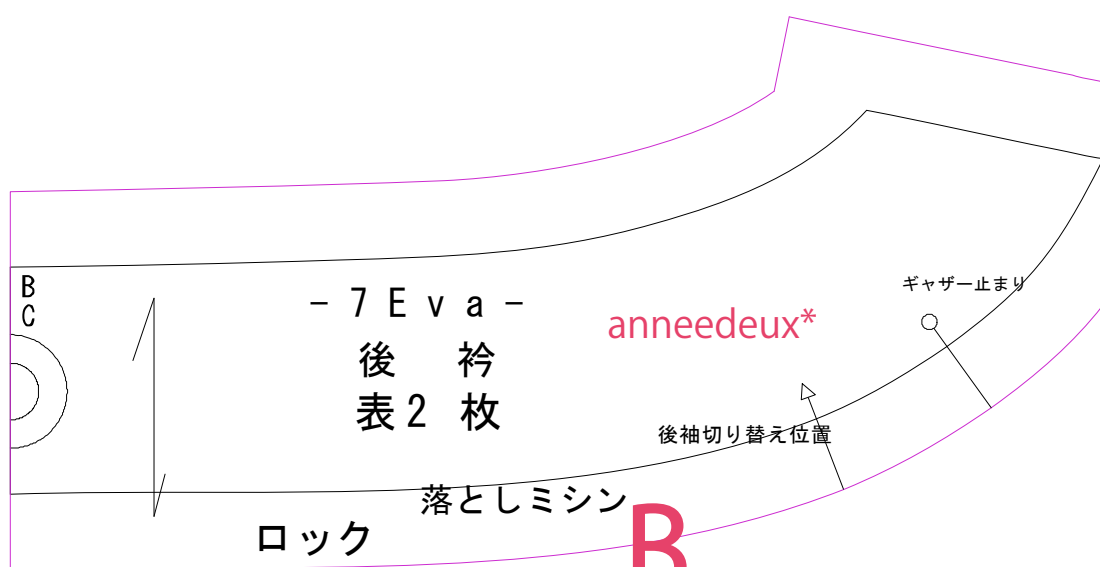 B
C
-7Eva-
後 衿
表2 枚
anneedeux*
ギャザー止まり
後袖切り替え位置
落としミシン
ロック
B